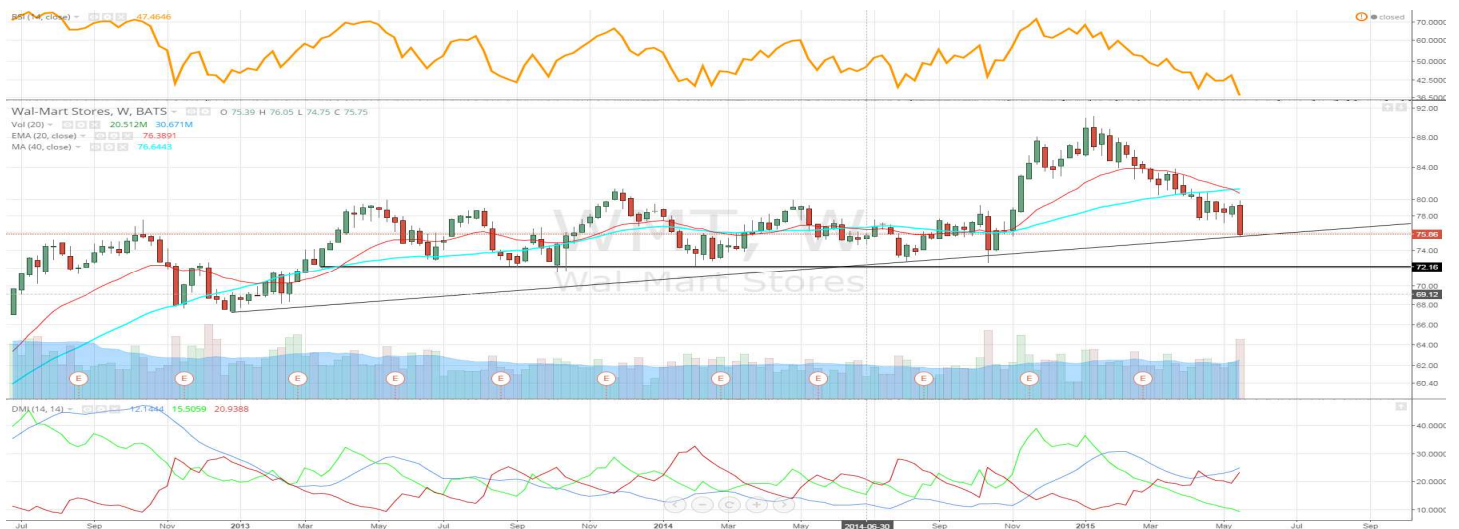 RSI (14, close) 47.4646
closed
70.0000
60.0000
50.0000
42.5000
36.5000
Wal-Mart Stores, W, BATS O 75.39 H 76.05 L 74.75 C 75.75
Vol (20) 20.512M 30.671M
EMA (20, close) 76.3891
MA (40, close) 76.6443
92.00
88.00
84.00
80.00
78.00
75.86
74.00
72.16
70.00
69.12
68.00
66.00
64.00
62.00
60.40
WMT, W
Wal-Mart Stores
E E E E E E E E E E E
DMI (14, 14) 12.1444 15.5059 20.9388
40.0000
30.0000
20.0000
10.0000
Jul Sep Nov 2013 Mar May Jul Sep Nov 2014 Mar May 2014-06-30 Sep Nov 2015 Mar May Jul Sep